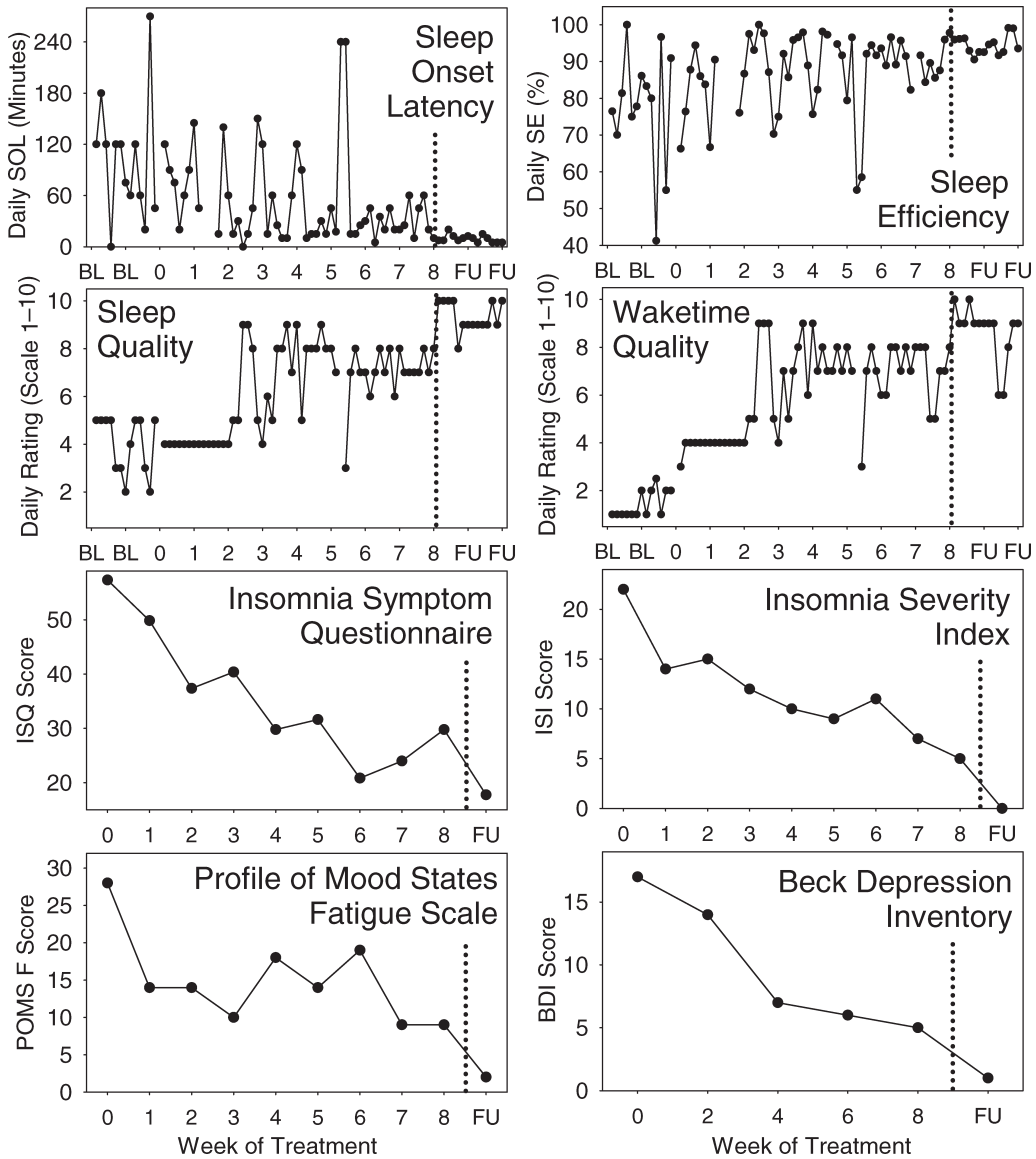 Daily SOL (Minutes)
240
180
120
60
0
Sleep
Onset
Latency
BL BL 0 1 2 3 4 5 6 7 8 FU FU
Daily SE (%)
100
90
80
70
60
50
40
Sleep
Efficiency
BL BL 0 1 2 3 4 5 6 7 8 FU FU
Daily Rating (Scale 1–10)
10
8
6
4
2
Sleep
Quality
BL BL 0 1 2 3 4 5 6 7 8 FU FU
Daily Rating (Scale 1–10)
10
8
6
4
2
Waketime
Quality
BL BL 0 1 2 3 4 5 6 7 8 FU FU
ISQ Score
50
40
30
20
Insomnia Symptom
Questionnaire
0 1 2 3 4 5 6 7 8 FU
ISI Score
20
15
10
5
0
Insomnia Severity
Index
0 1 2 3 4 5 6 7 8 FU
POMS F Score
30
25
20
15
10
5
0
Profile of Mood States
Fatigue Scale
0 1 2 3 4 5 6 7 8 FU
Week of Treatment
BDI Score
15
10
5
0
Beck Depression
Inventory
0 2 4 6 8 FU
Week of Treatment